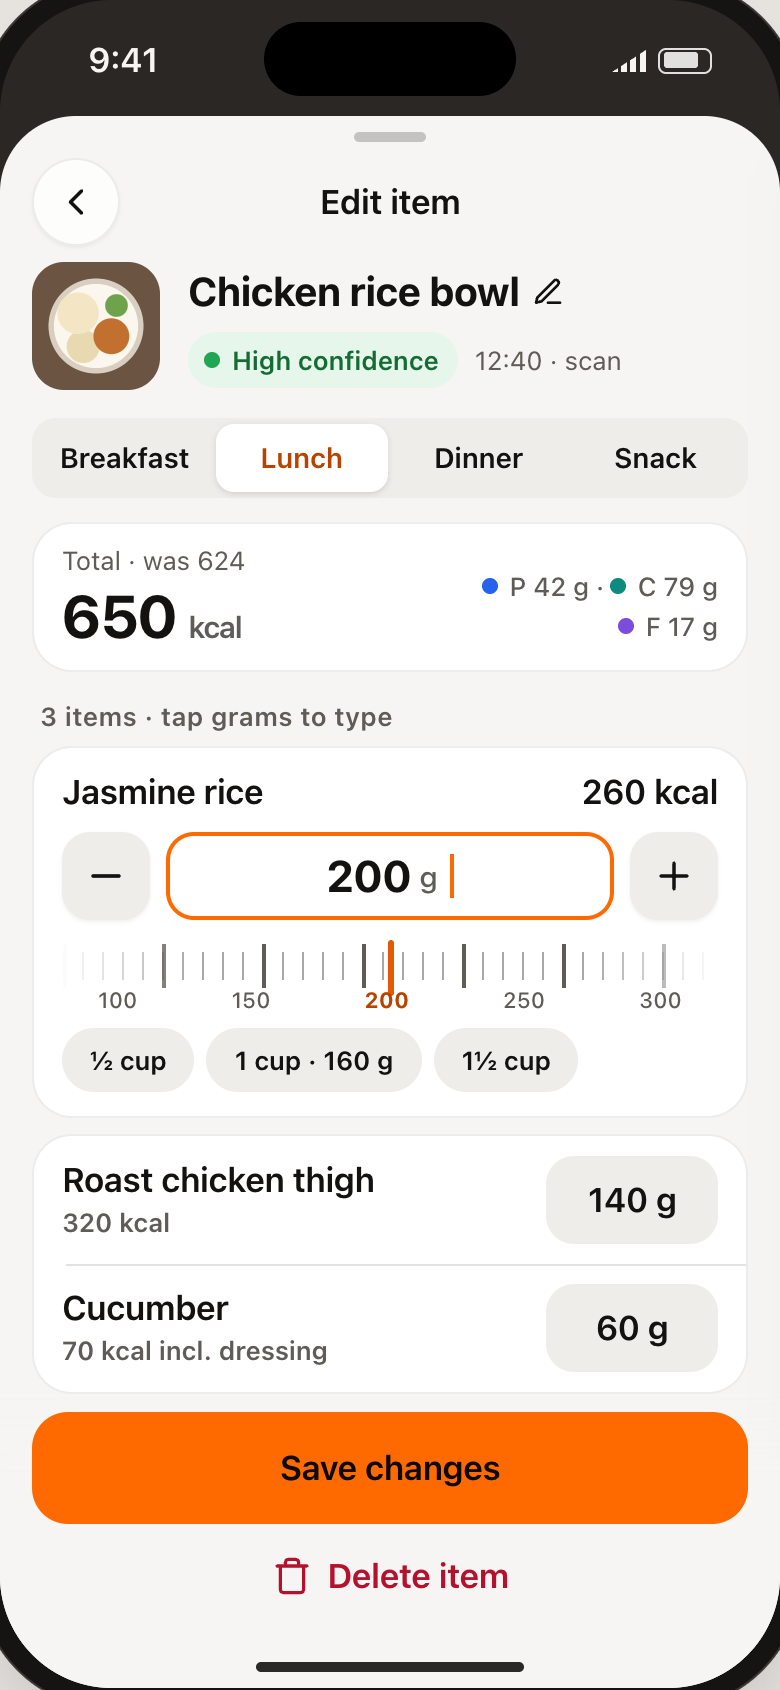 9:41
Edit item
Chicken rice bowl
High confidence 12:40 · scan
Breakfast Lunch Dinner Snack
Total · was 624
650 kcal
P 42 g · C 79 g
F 17 g
3 items · tap grams to type
Jasmine rice 260 kcal
200 g
100 150 200 250 300
½ cup 1 cup · 160 g 1½ cup
Roast chicken thigh
320 kcal
140 g
Cucumber
70 kcal incl. dressing
60 g
Save changes
Delete item